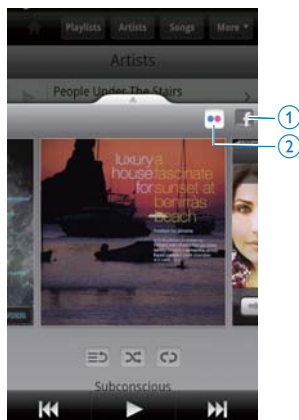 Playlists Artists Songs More
Artists
People Under The Stairs
f
1
2
luxury a
house fascinate
for sunset at
benirràs
beach
Subconscious